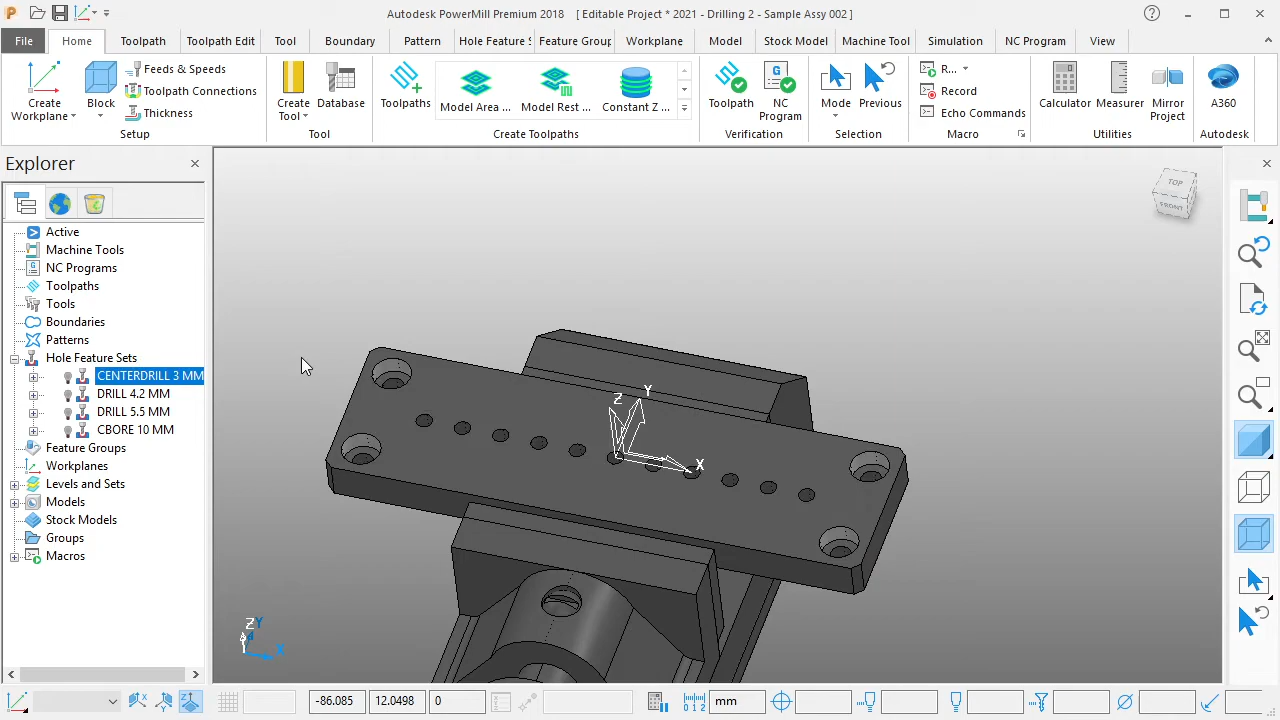 Autodesk PowerMill Premium 2018 [ Editable Project * 2021 - Drilling 2 - Sample Assy 002 ]
File Home Toolpath Toolpath Edit Tool Boundary Pattern Hole Feature S Feature Group Workplane Model Stock Model Machine Tool Simulation NC Program View
Create Workplane
Block
Feeds & Speeds
Toolpath Connections
Thickness
Setup
Create Tool
Database
Tool
Toolpaths
Model Area ...
Model Rest ...
Constant Z ...
Create Toolpaths
Toolpath
NC Program
Verification
Mode
Previous
Selection
R...
Record
Echo Commands
Macro
Calculator
Measurer
Mirror Project
Utilities
A360
Autodesk
Explorer
Active
Machine Tools
NC Programs
Toolpaths
Tools
Boundaries
Patterns
Hole Feature Sets
CENTERDRILL 3 MM
DRILL 4.2 MM
DRILL 5.5 MM
CBORE 10 MM
Feature Groups
Workplanes
Levels and Sets
Models
Stock Models
Groups
Macros
TOP
FRONT
Z Y X
Z Y X
-86.085 12.0498 0 mm